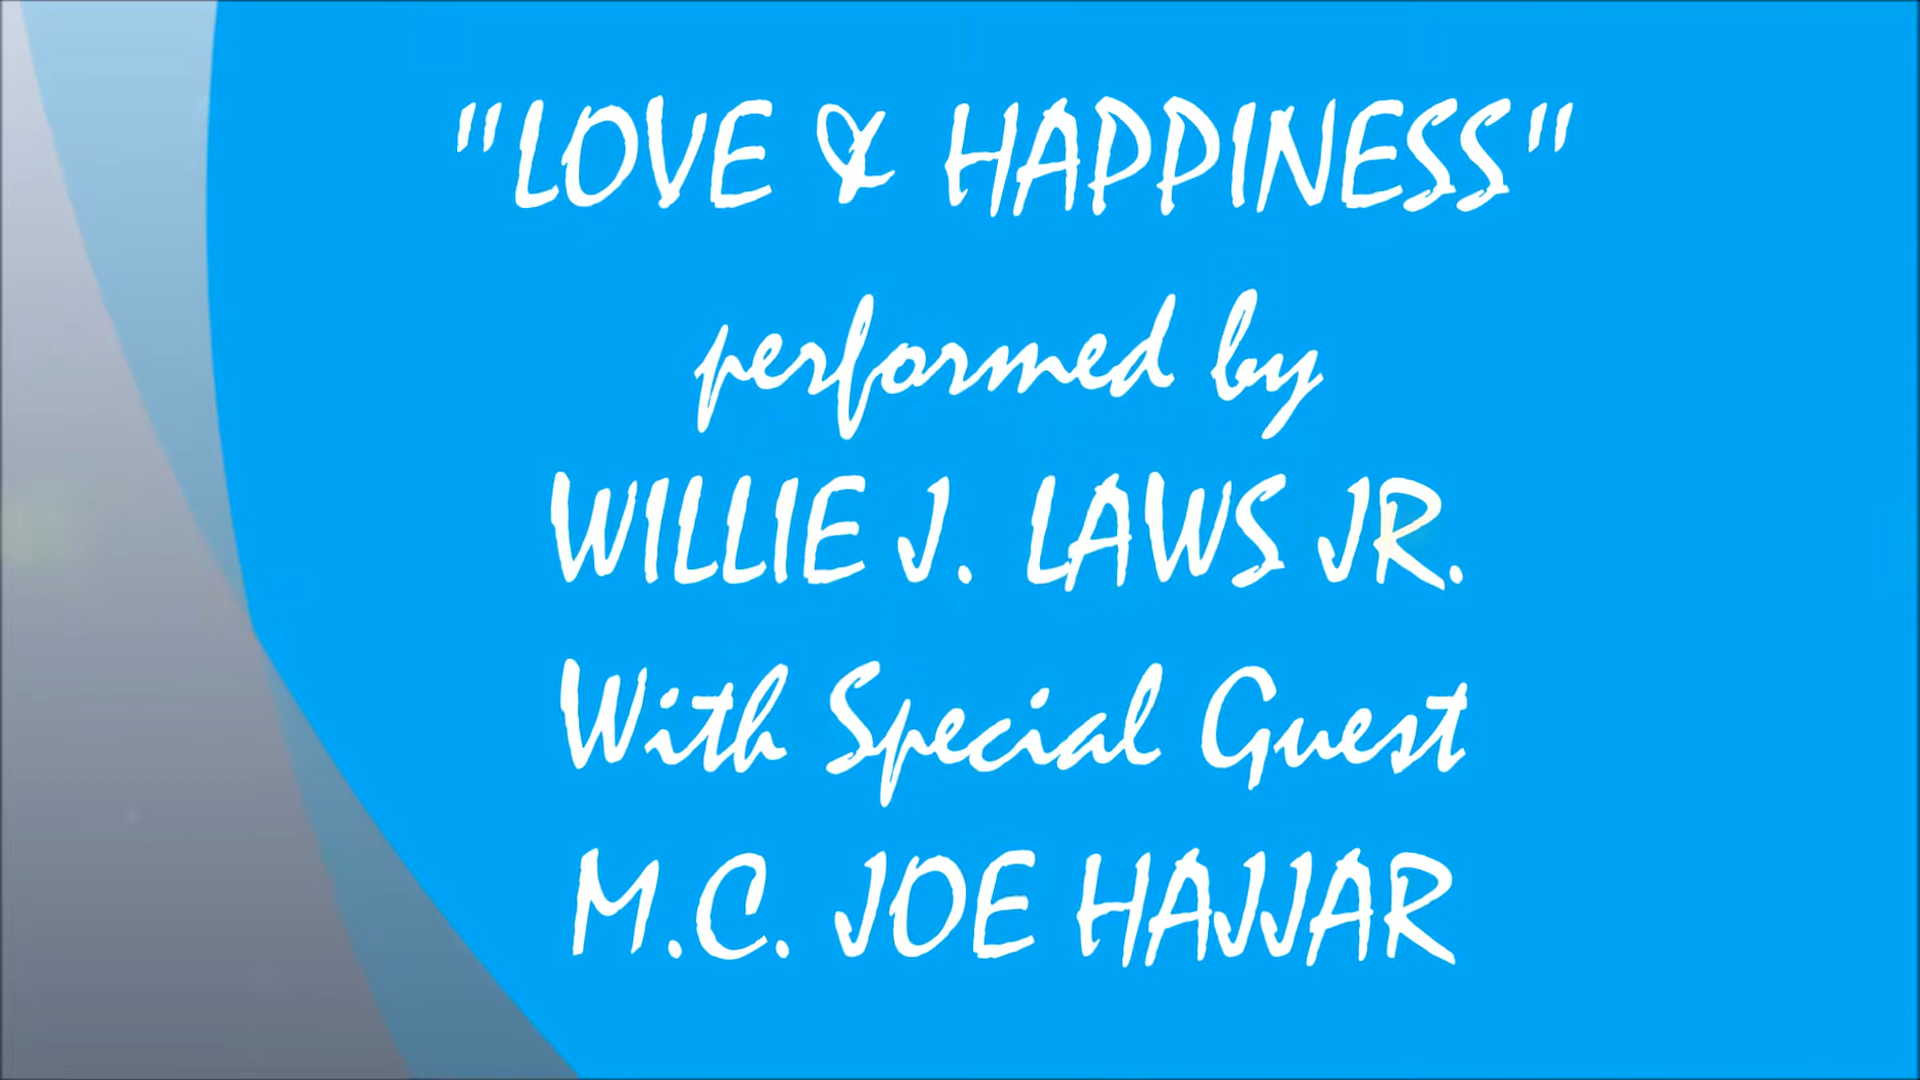 "LOVE & HAPPINESS"
performed by
WILLIE J. LAWS JR.
With Special Guest
M.C. JOE HAJJAR